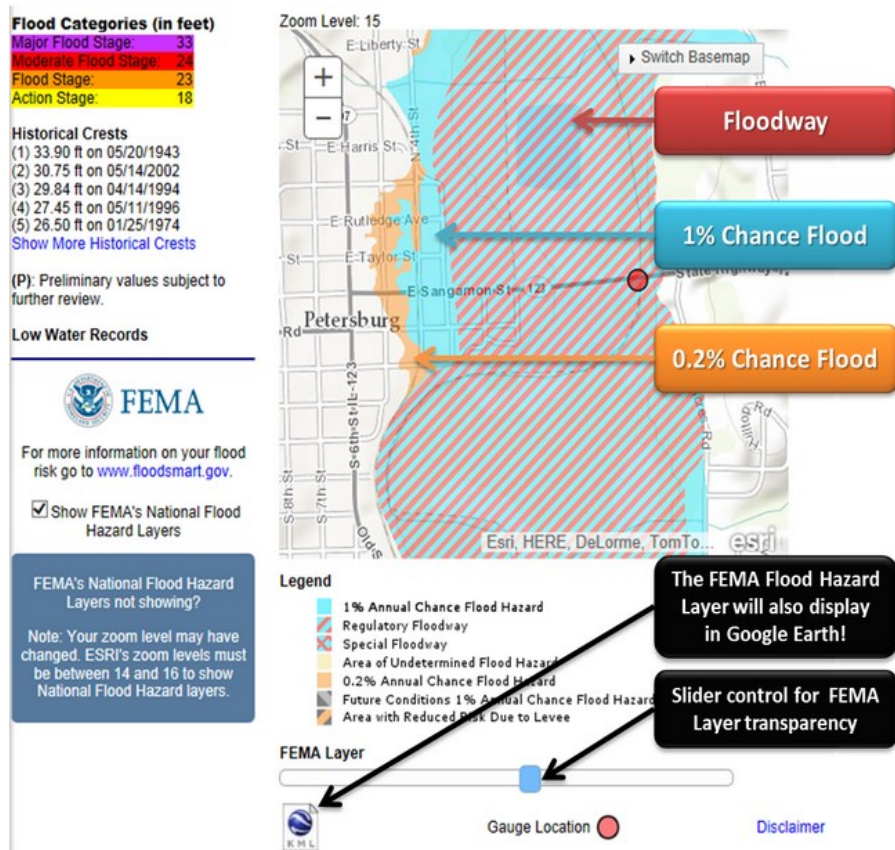 Flood Categories (in feet)
Major Flood Stage: 33
Moderate Flood Stage: 24
Flood Stage: 23
Action Stage: 18
Historical Crests
(1) 33.90 ft on 05/20/1943
(2) 30.75 ft on 05/14/2002
(3) 29.84 ft on 04/14/1994
(4) 27.45 ft on 05/11/1996
(5) 26.50 ft on 01/25/1974
Show More Historical Crests
(P): Preliminary values subject to
further review.
Low Water Records
FEMA
For more information on your flood
risk go to www.floodsmart.gov.
Show FEMA's National Flood
Hazard Layers
FEMA's National Flood Hazard
Layers not showing?
Note: Your zoom level may have
changed. ESRI's zoom levels must
be between 14 and 16 to show
National Flood Hazard layers.
Zoom Level: 15
+
−
Switch Basemap
E Liberty St
N 4th St
97
St
E Harris St
E Rutledge Ave
St
E Taylor St
E Sangamon St
123
State Highway
Petersburg
Rd
S 6th St IL-123
S 8th St
S 7th St
Old S
Rd
Hilltop
Rd
Esri, HERE, DeLorme, TomTo...
esri
Floodway
1% Chance Flood
0.2% Chance Flood
Legend
1% Annual Chance Flood Hazard
Regulatory Floodway
Special Floodway
Area of Undetermined Flood Hazard
0.2% Annual Chance Flood Hazard
Future Conditions 1% Annual Chance Flood Hazard
Area with Reduced Risk Due to Levee
The FEMA Flood Hazard
Layer will also display
in Google Earth!
Slider control for FEMA
Layer transparency
FEMA Layer
KML
Gauge Location
Disclaimer